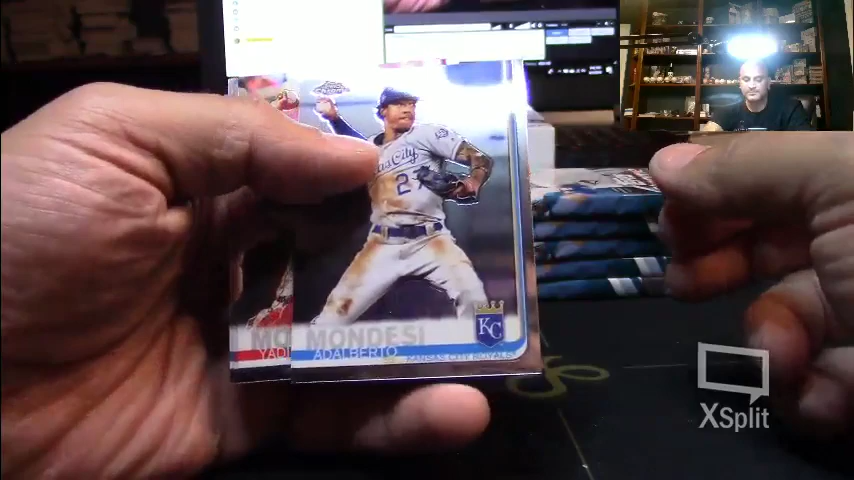 Kansas City
27
MONDESI
ADALBERTO
KANSAS CITY ROYALS
KC
MO
YADI
XSplit